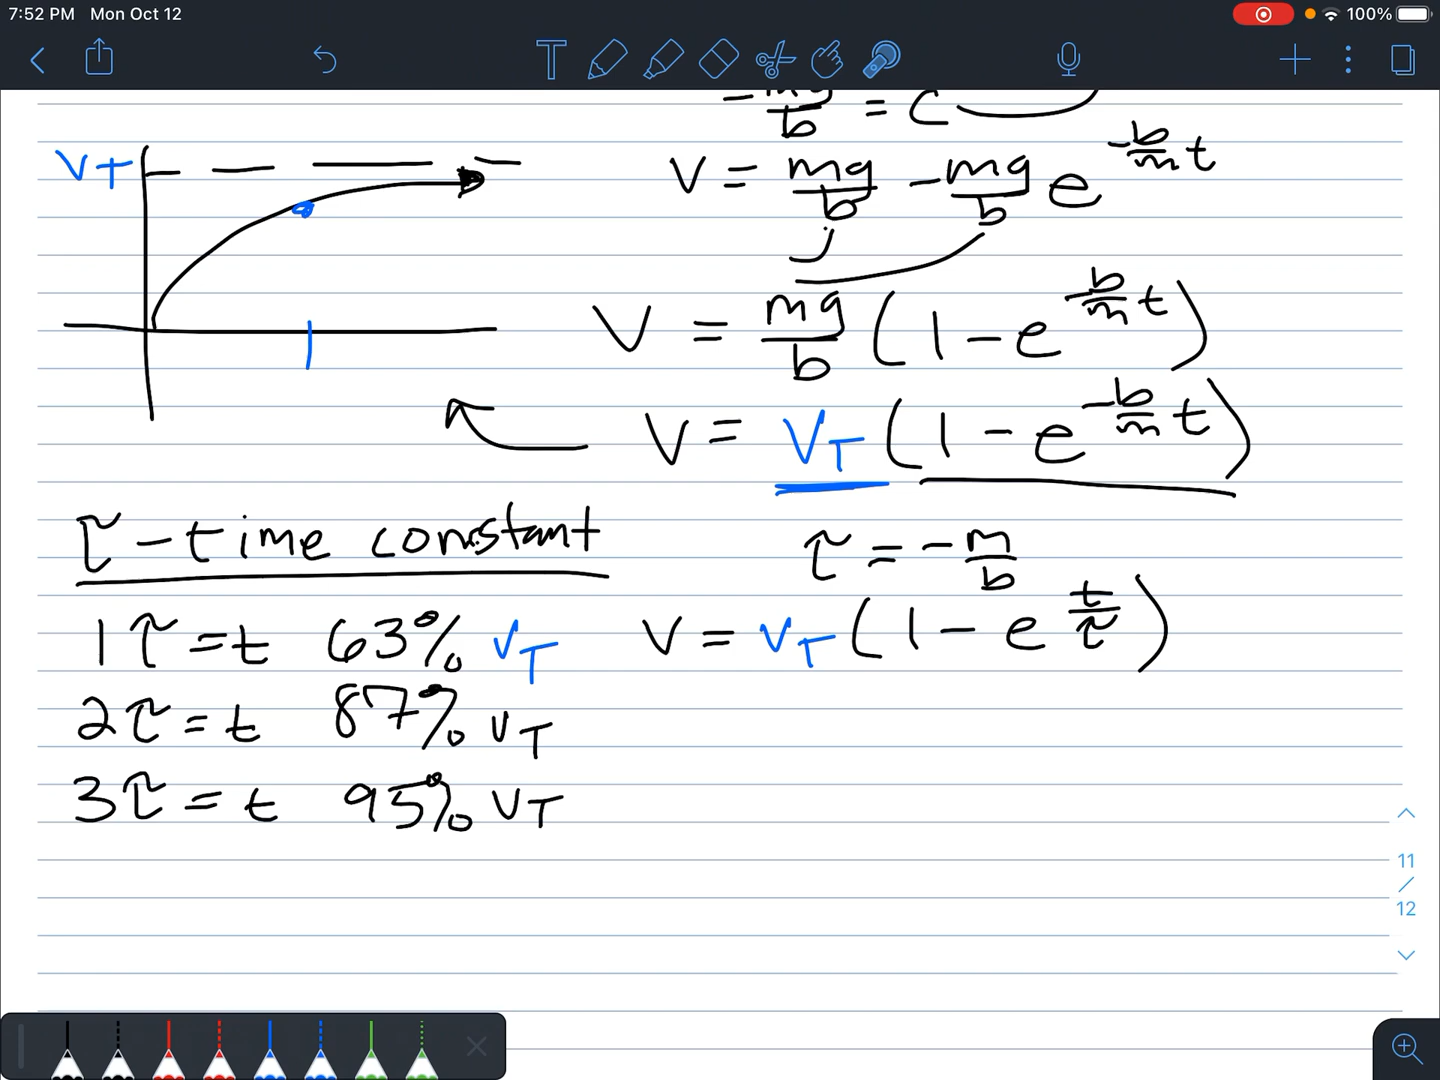 7:52 PM Mon Oct 12
100%
-mg/b = C
VT
V = mg/b - mg/b e^(-b/m t)
V = mg/b (1 - e^(-b/m t))
V = VT (1 - e^(-b/m t))
τ - time constant
τ = -m/b
1τ = t 63% VT
V = VT (1 - e^(t/τ))
2τ = t 87% VT
3τ = t 95% VT
11
/
12